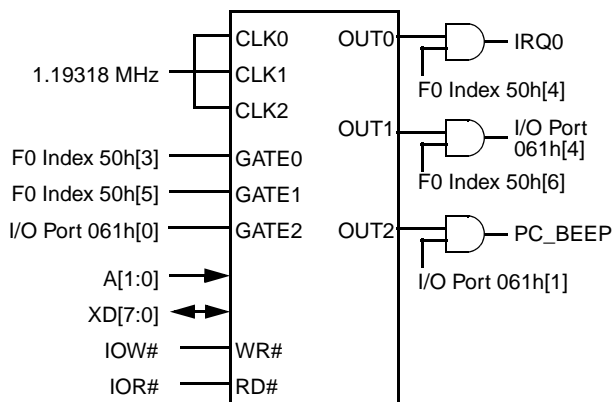 CLK0 OUT0 IRQ0
1.19318 MHz CLK1
F0 Index 50h[4]
CLK2
OUT1 I/O Port
061h[4]
F0 Index 50h[3] GATE0
F0 Index 50h[6]
F0 Index 50h[5] GATE1
I/O Port 061h[0] GATE2 OUT2 PC_BEEP
A[1:0]
I/O Port 061h[1]
XD[7:0]
IOW# WR#
IOR# RD#